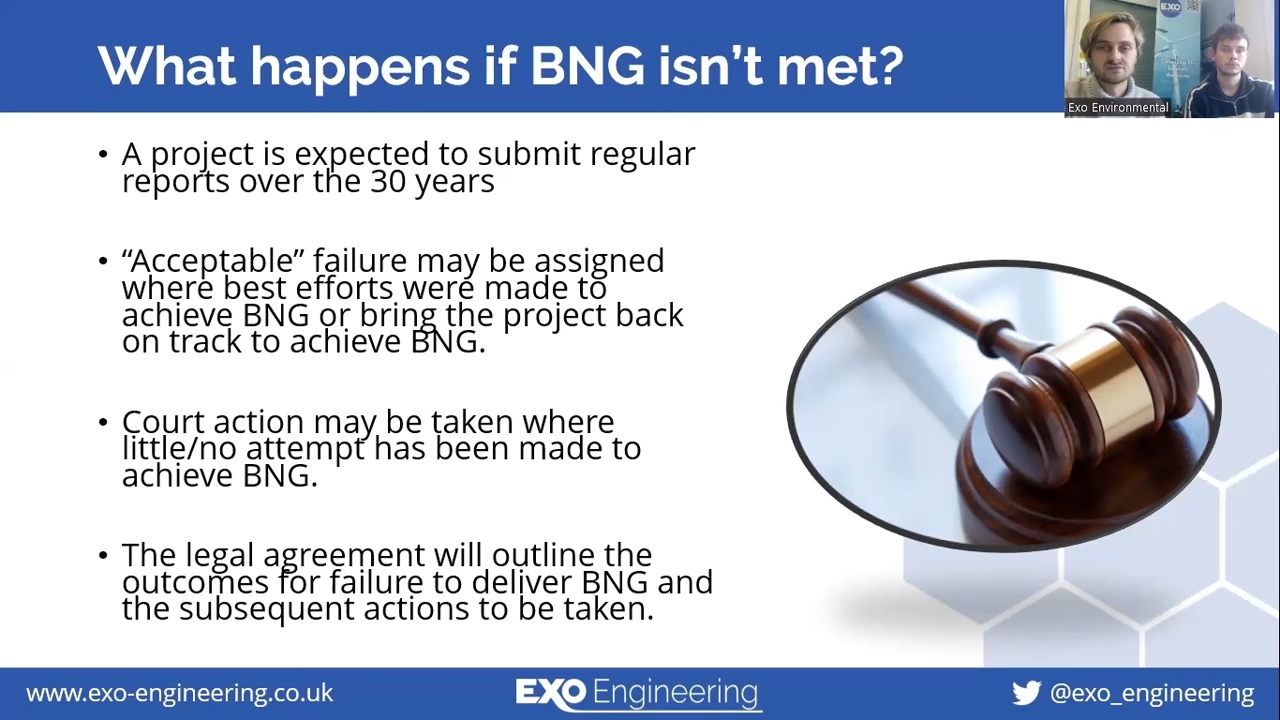 What happens if BNG isn’t met?
EXO
Exo Environmental
• A project is expected to submit regular
reports over the 30 years
• “Acceptable” failure may be assigned
where best efforts were made to
achieve BNG or bring the project back
on track to achieve BNG.
• Court action may be taken where
little/no attempt has been made to
achieve BNG.
• The legal agreement will outline the
outcomes for failure to deliver BNG and
the subsequent actions to be taken.
www.exo-engineering.co.uk
EXO Engineering
@exo_engineering